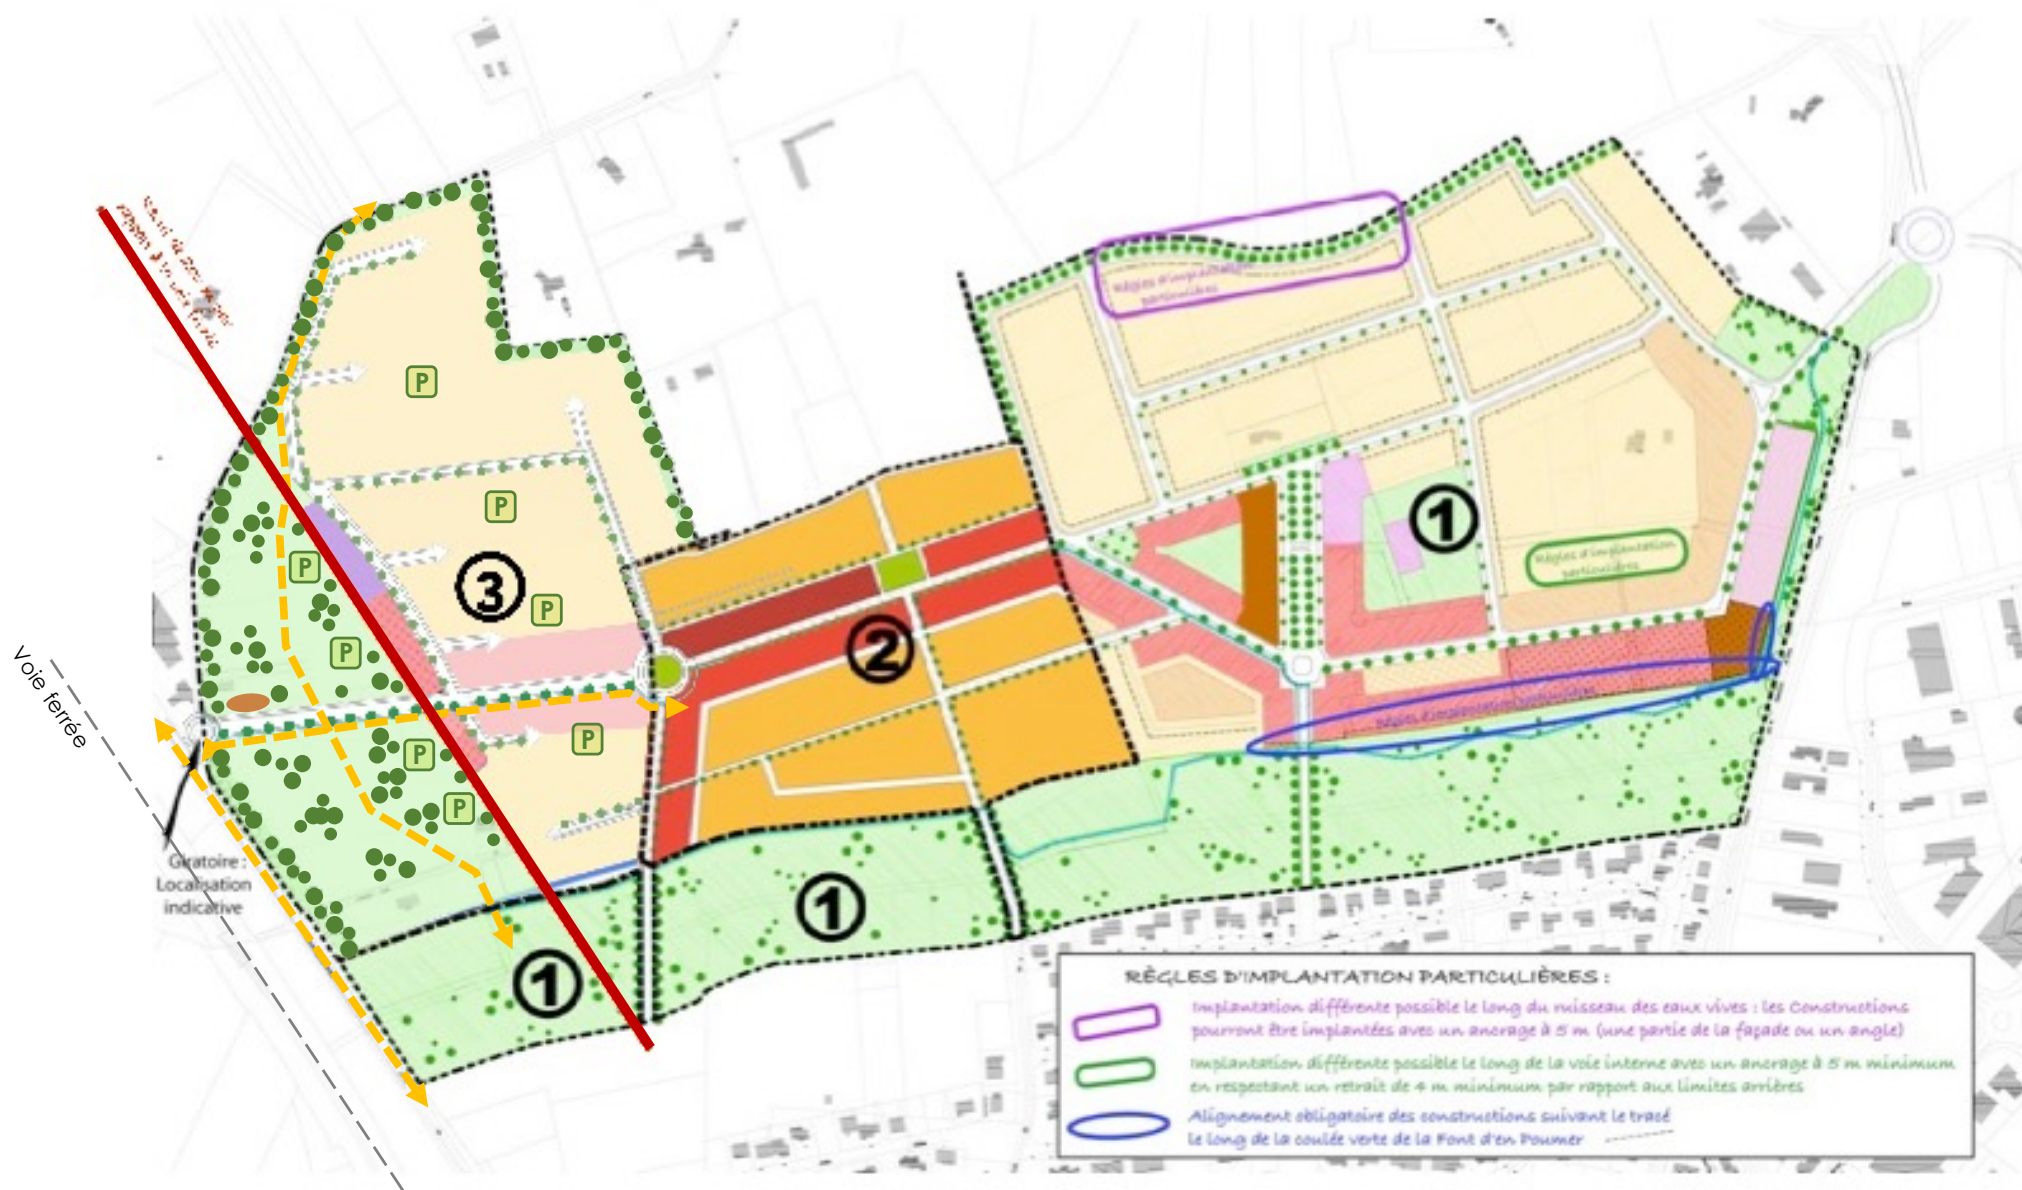 Règles d'implantation
particulières
P
P
P
P
P
P
P
P
3
2
1
1
1
Règles d'implantation
particulières
Règles d'implantation particulières
Voie ferrée
Giratoire :
Localisation
indicative
RÈGLES D'IMPLANTATION PARTICULIÈRES :
Implantation différente possible le long du ruisseau des eaux vives : les Constructions
pourront être implantées avec un ancrage à 5 m (une partie de la façade ou un angle)
Implantation différente possible le long de la voie interne avec un ancrage à 5 m minimum
en respectant un retrait de 4 m minimum par rapport aux limites arrières
Alignement obligatoire des constructions suivant le tracé
le long de la coulée verte de la Font d'en Poumer